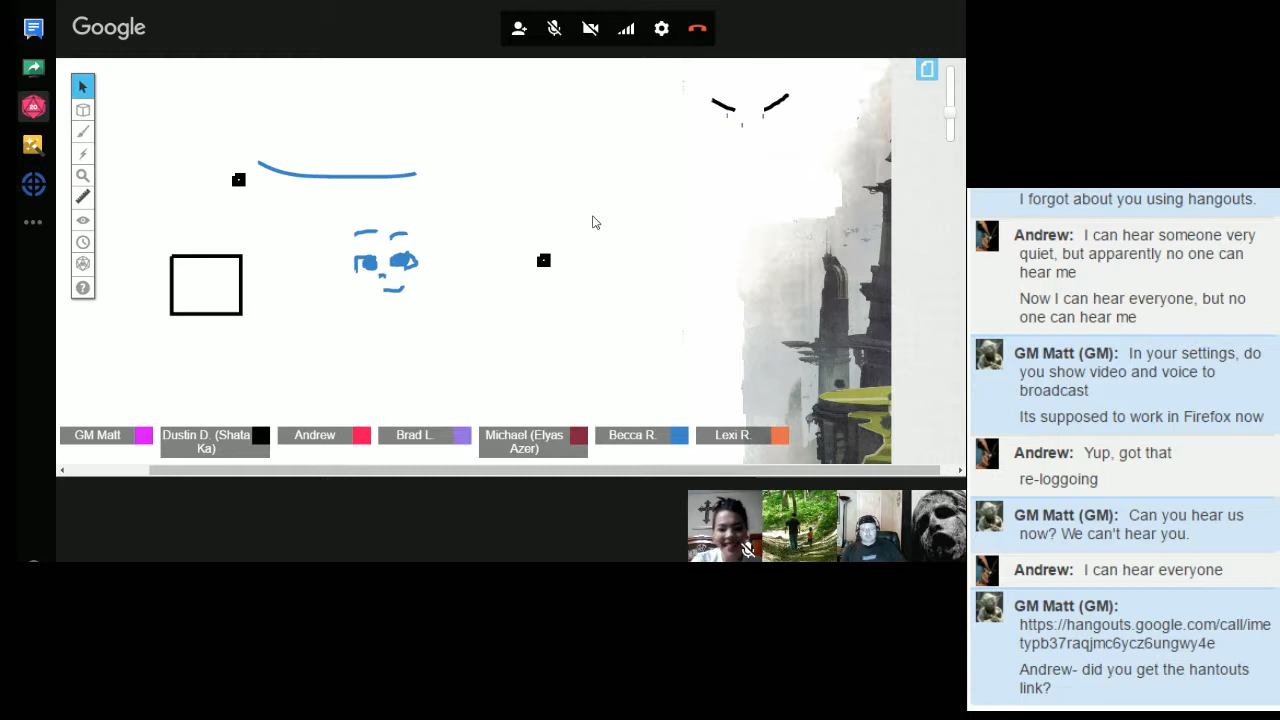 Google
20
GM Matt
Dustin D. (Shata
Ka)
Andrew
Brad L.
Michael (Elyas
Azer)
Becca R.
Lexi R.
I forgot about you using hangouts.
Andrew: I can hear someone very
quiet, but apparently no one can
hear me
Now I can hear everyone, but no
one can hear me
GM Matt (GM): In your settings, do
you show video and voice to
broadcast
Its supposed to work in Firefox now
Andrew: Yup, got that
re-loggoing
GM Matt (GM): Can you hear us
now? We can't hear you.
Andrew: I can hear everyone
GM Matt (GM):
https://hangouts.google.com/call/ime
typb37raqjmc6ycz6ungwy4e
Andrew- did you get the hantouts
link?